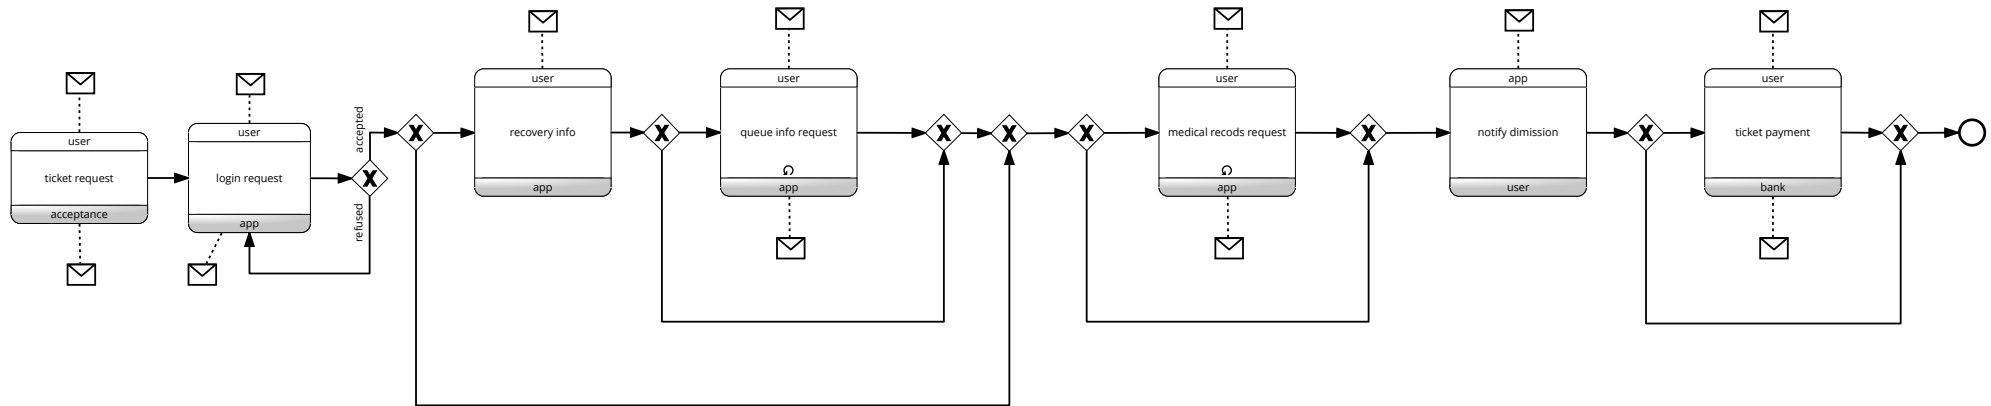 user
ticket request
acceptance
user
login request
app
accepted
refused
user
recovery info
app
user
queue info request
app
user
medical recods request
app
app
notify dimission
user
user
ticket payment
bank